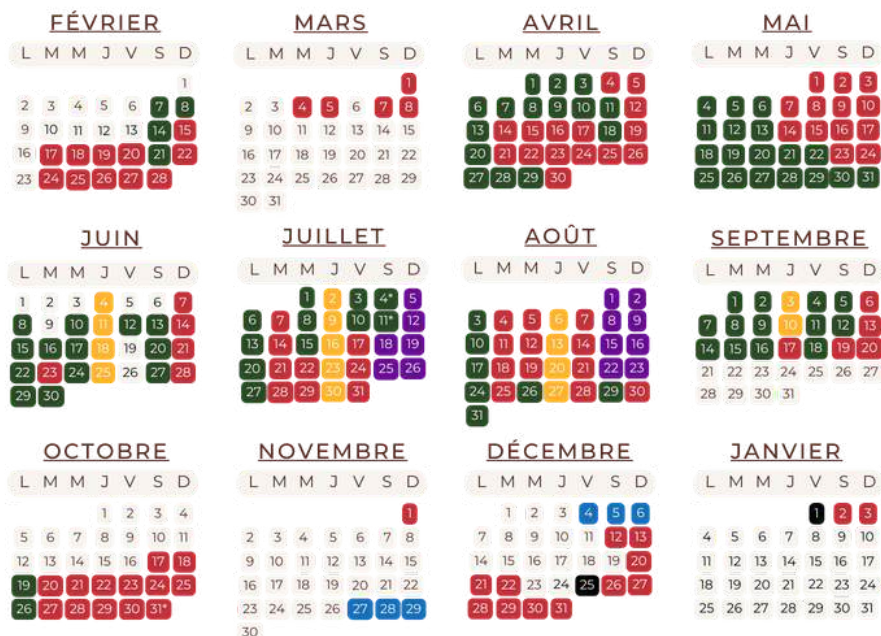 FÉVRIER
L M M J V S D
1
2 3 4 5 6 7 8
9 10 11 12 13 14 15
16 17 18 19 20 21 22
23 24 25 26 27 28
MARS
L M M J V S D
1
2 3 4 5 6 7 8
9 10 11 12 13 14 15
16 17 18 19 20 21 22
23 24 25 26 27 28 29
30 31
AVRIL
L M M J V S D
1 2 3 4 5
6 7 8 9 10 11 12
13 14 15 16 17 18 19
20 21 22 23 24 25 26
27 28 29 30
MAI
L M M J V S D
1 2 3
4 5 6 7 8 9 10
11 12 13 14 15 16 17
18 19 20 21 22 23 24
25 26 27 28 29 30 31
JUIN
L M M J V S D
1 2 3 4 5 6 7
8 9 10 11 12 13 14
15 16 17 18 19 20 21
22 23 24 25 26 27 28
29 30
JUILLET
L M M J V S D
1 2 3 4* 5
6 7 8 9 10 11* 12
13 14 15 16 17 18 19
20 21 22 23 24 25 26
27 28 29 30 31
AOÛT
L M M J V S D
1 2
3 4 5 6 7 8 9
10 11 12 13 14 15 16
17 18 19 20 21 22 23
24 25 26 27 28 29 30
31
SEPTEMBRE
L M M J V S D
1 2 3 4 5 6
7 8 9 10 11 12 13
14 15 16 17 18 19 20
21 22 23 24 25 26 27
28 29 30 31
OCTOBRE
L M M J V S D
1 2 3 4
5 6 7 8 9 10 11
12 13 14 15 16 17 18
19 20 21 22 23 24 25
26 27 28 29 30 31*
NOVEMBRE
L M M J V S D
1
2 3 4 5 6 7 8
9 10 11 12 13 14 15
16 17 18 19 20 21 22
23 24 25 26 27 28 29
30
DÉCEMBRE
L M M J V S D
1 2 3 4 5 6
7 8 9 10 11 12 13
14 15 16 17 18 19 20
21 22 23 24 25 26 27
28 29 30 31
JANVIER
L M M J V S D
1 2 3
4 5 6 7 8 9 10
11 12 13 14 15 16 17
18 19 20 21 22 23 24
25 26 27 28 29 30 31